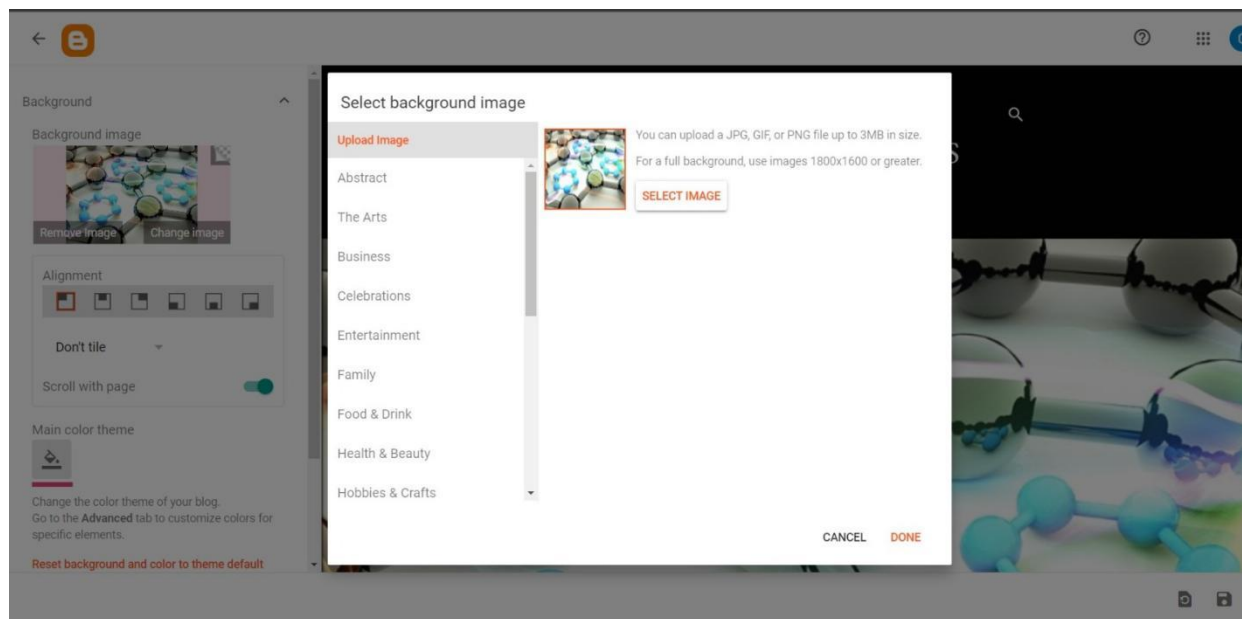 Background
Background image
Remove Image
Change image
Alignment
Don't tile
Scroll with page
Main color theme
Change the color theme of your blog.
Go to the Advanced tab to customize colors for
specific elements.
Reset background and color to theme default
Select background image
Upload Image
Abstract
The Arts
Business
Celebrations
Entertainment
Family
Food & Drink
Health & Beauty
Hobbies & Crafts
You can upload a JPG, GIF, or PNG file up to 3MB in size.
For a full background, use images 1800x1600 or greater.
SELECT IMAGE
CANCEL
DONE
S